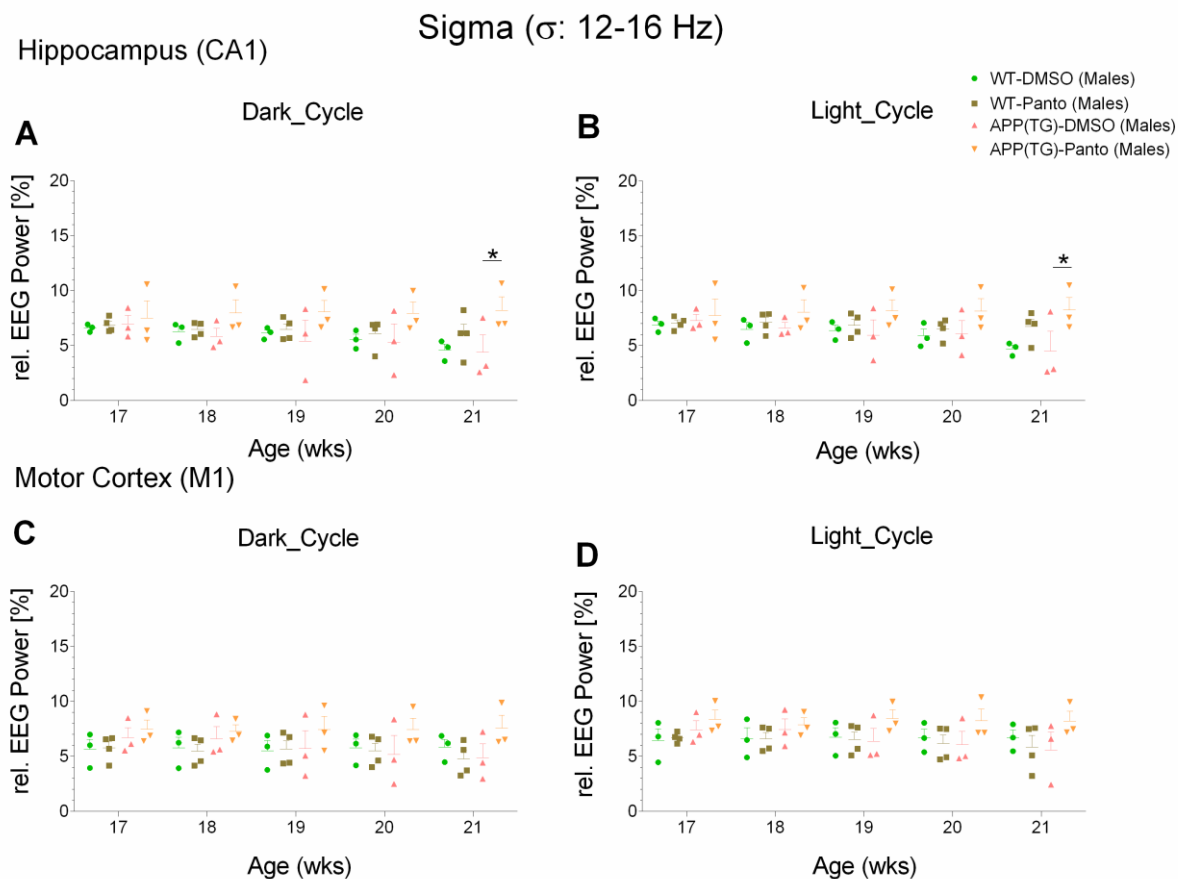 Sigma (σ: 12-16 Hz)
Hippocampus (CA1)
WT-DMSO (Males)
WT-Panto (Males)
APP(TG)-DMSO (Males)
APP(TG)-Panto (Males)
A
Dark_Cycle
rel. EEG Power [%]
20
15
10
5
0
*
17 18 19 20 21
Age (wks)
B
Light_Cycle
rel. EEG Power [%]
20
15
10
5
0
*
17 18 19 20 21
Age (wks)
Motor Cortex (M1)
C
Dark_Cycle
rel. EEG Power [%]
20
15
10
5
0
17 18 19 20 21
Age (wks)
D
Light_Cycle
rel. EEG Power [%]
20
15
10
5
0
17 18 19 20 21
Age (wks)